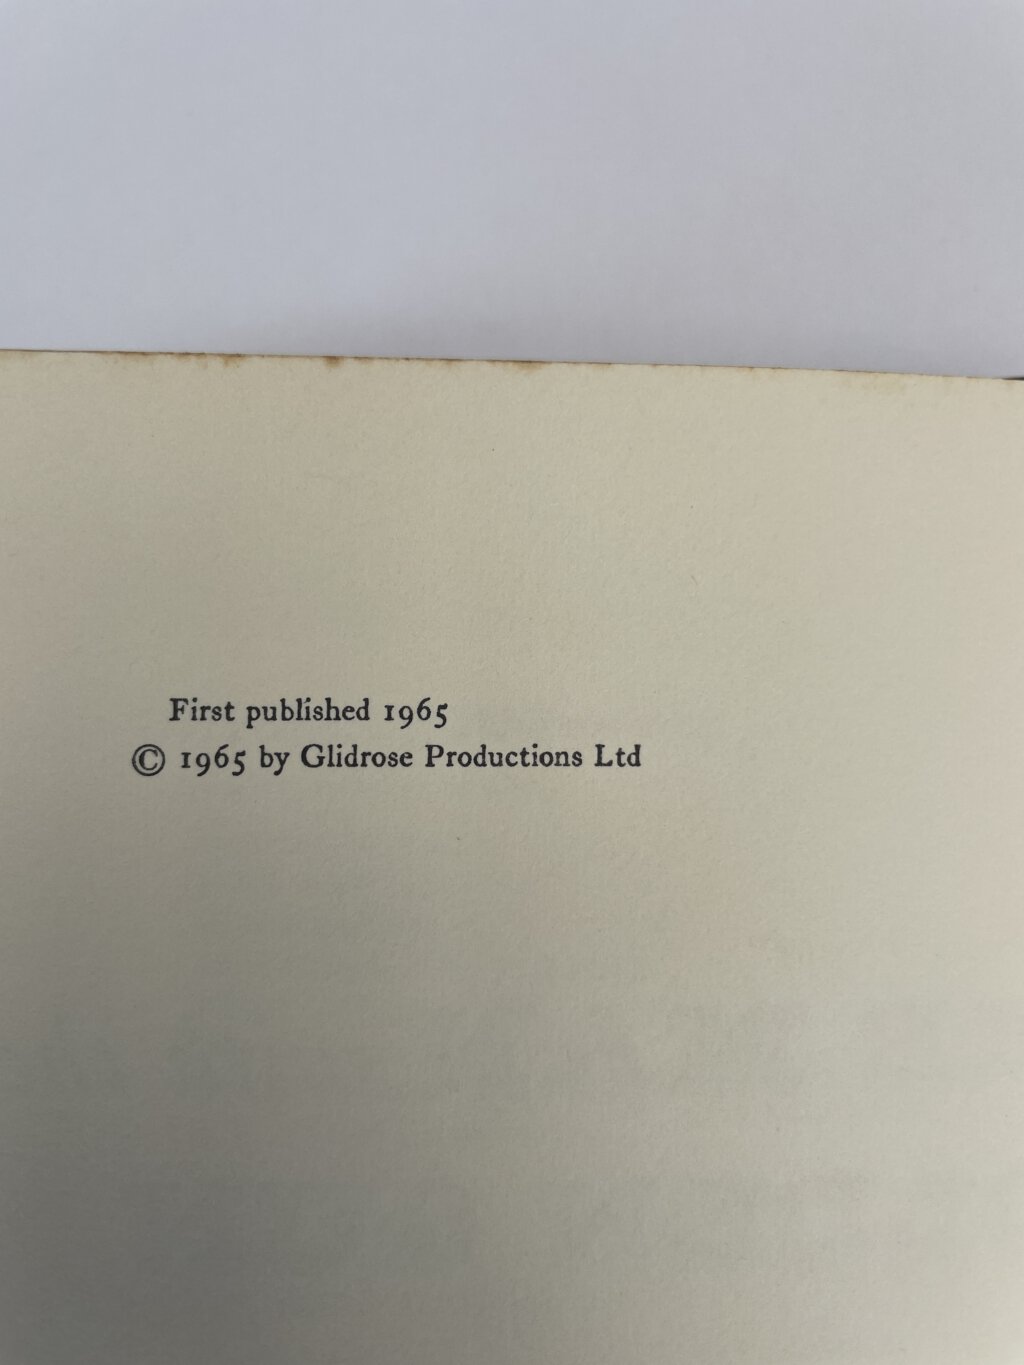 First published 1965
© 1965 by Glidrose Productions Ltd